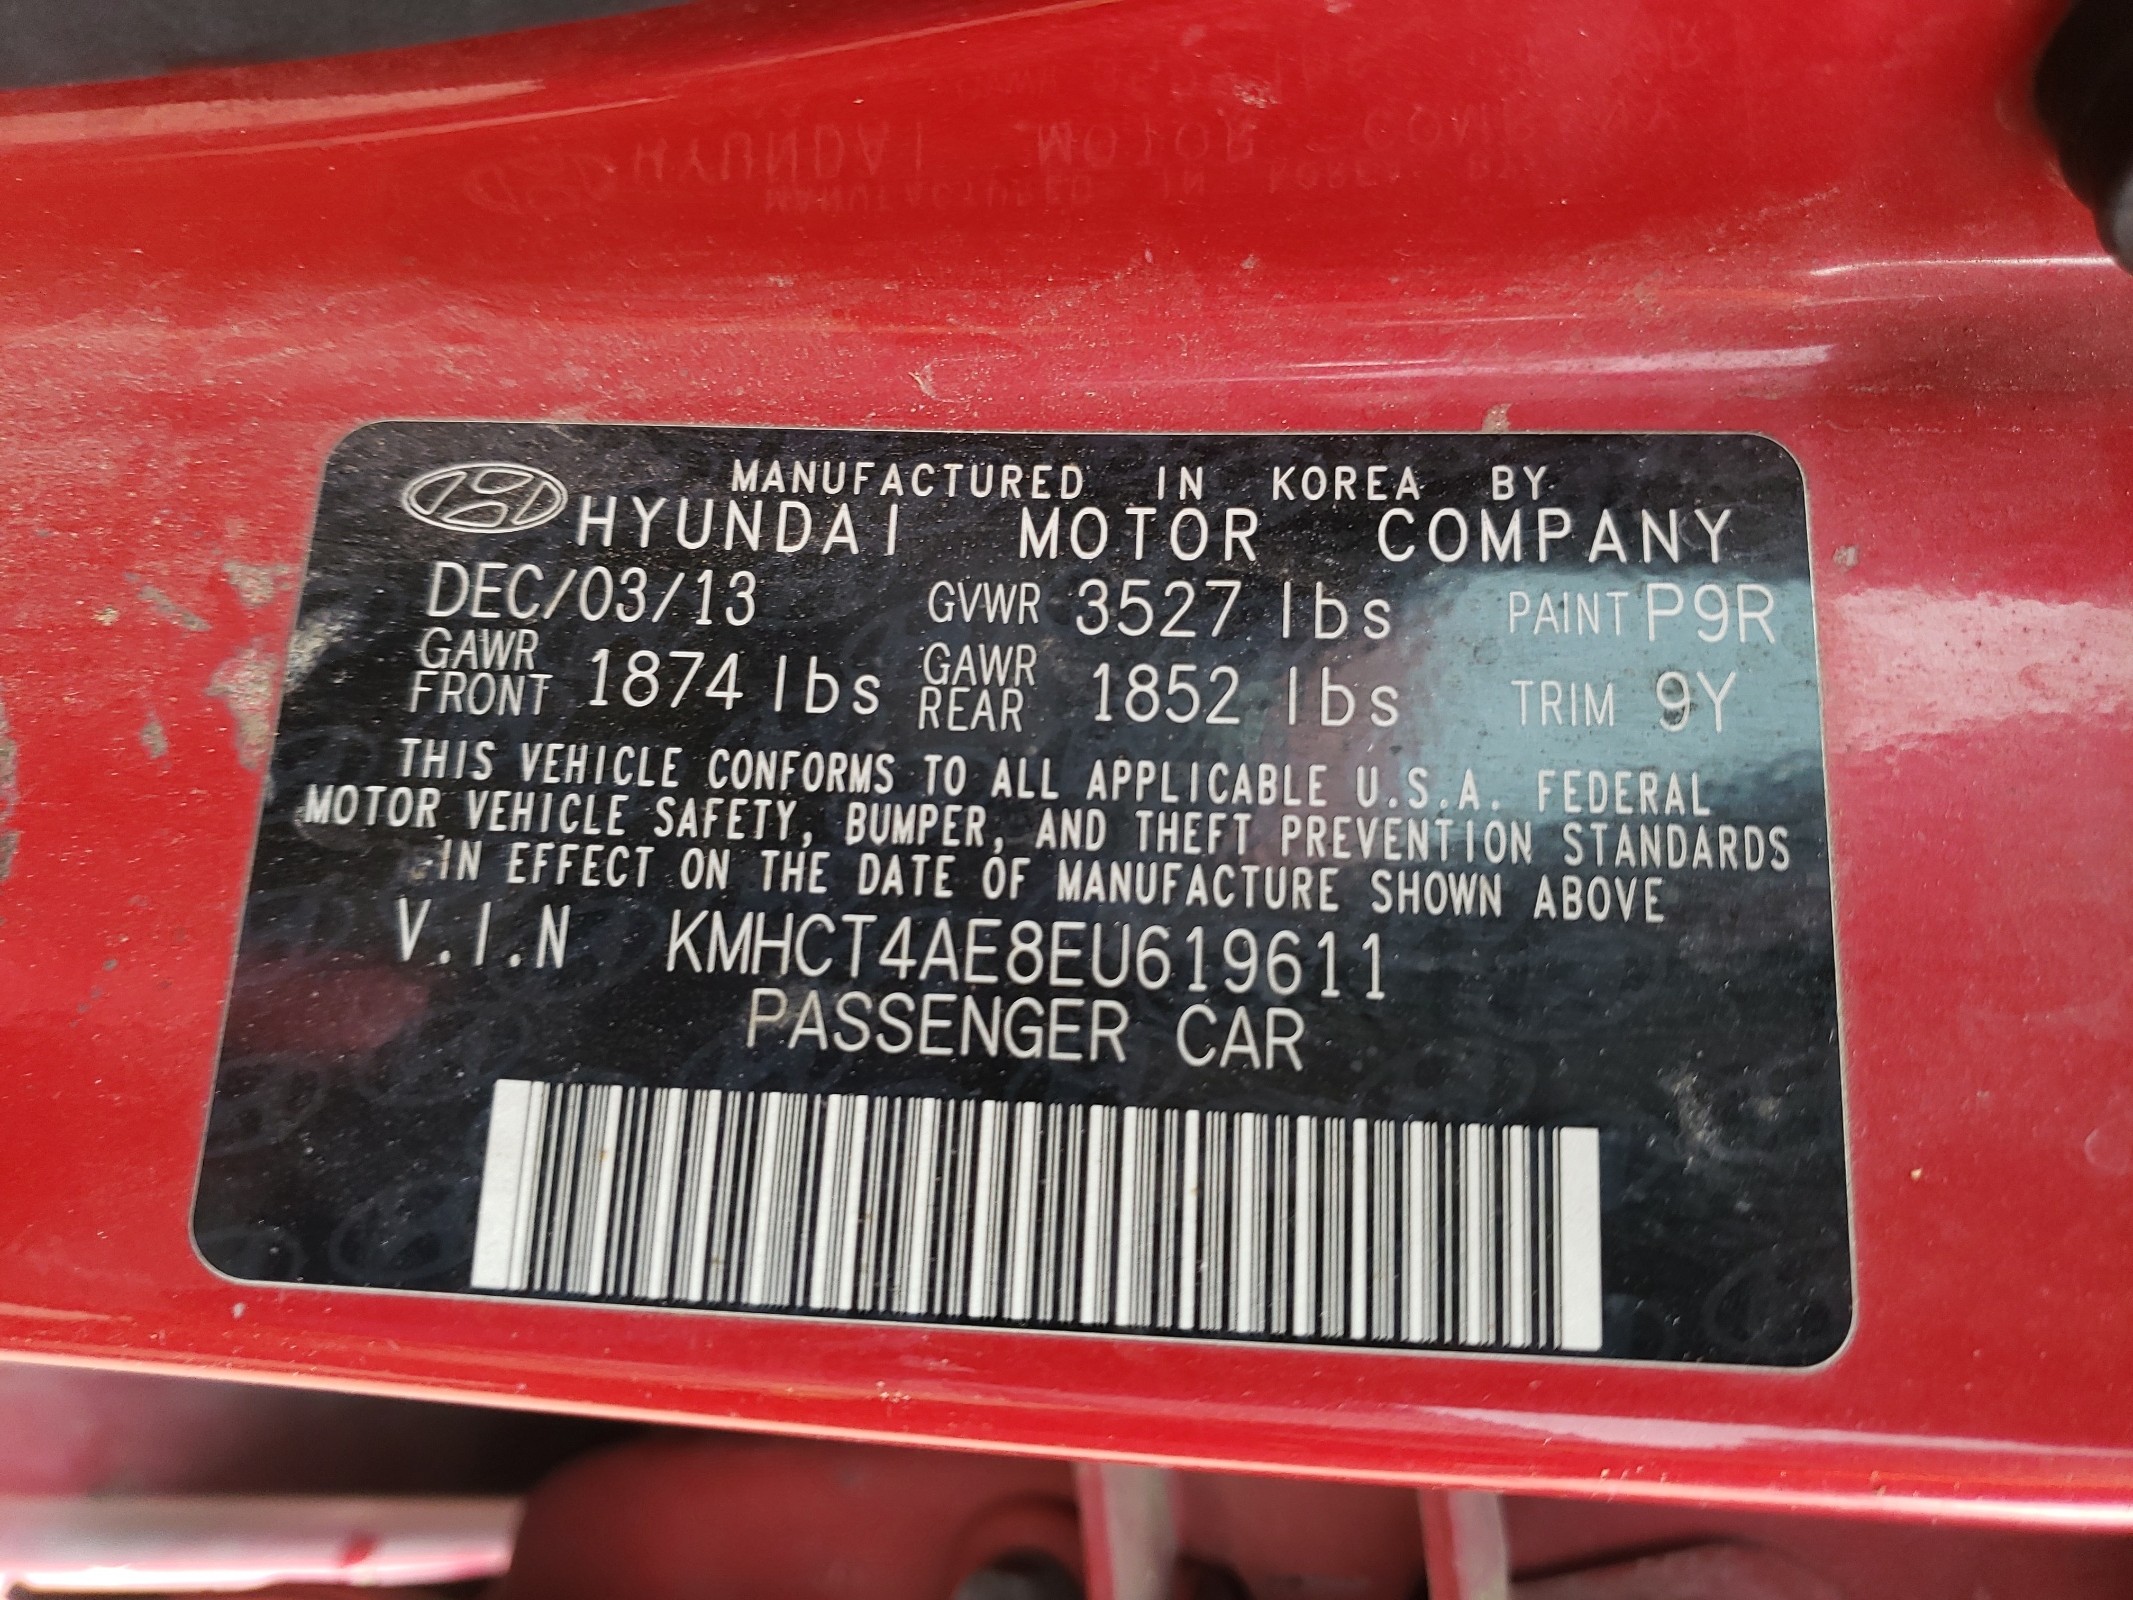 MANUFACTURED IN KOREA BY
HYUNDAI MOTOR COMPANY
DEC/03/13 GVWR 3527 lbs PAINT P9R
GAWR FRONT 1874 lbs GAWR REAR 1852 lbs TRIM 9Y
THIS VEHICLE CONFORMS TO ALL APPLICABLE U.S.A. FEDERAL
MOTOR VEHICLE SAFETY, BUMPER, AND THEFT PREVENTION STANDARDS
IN EFFECT ON THE DATE OF MANUFACTURE SHOWN ABOVE
V.I.N KMHCT4AE8EU619611
PASSENGER CAR